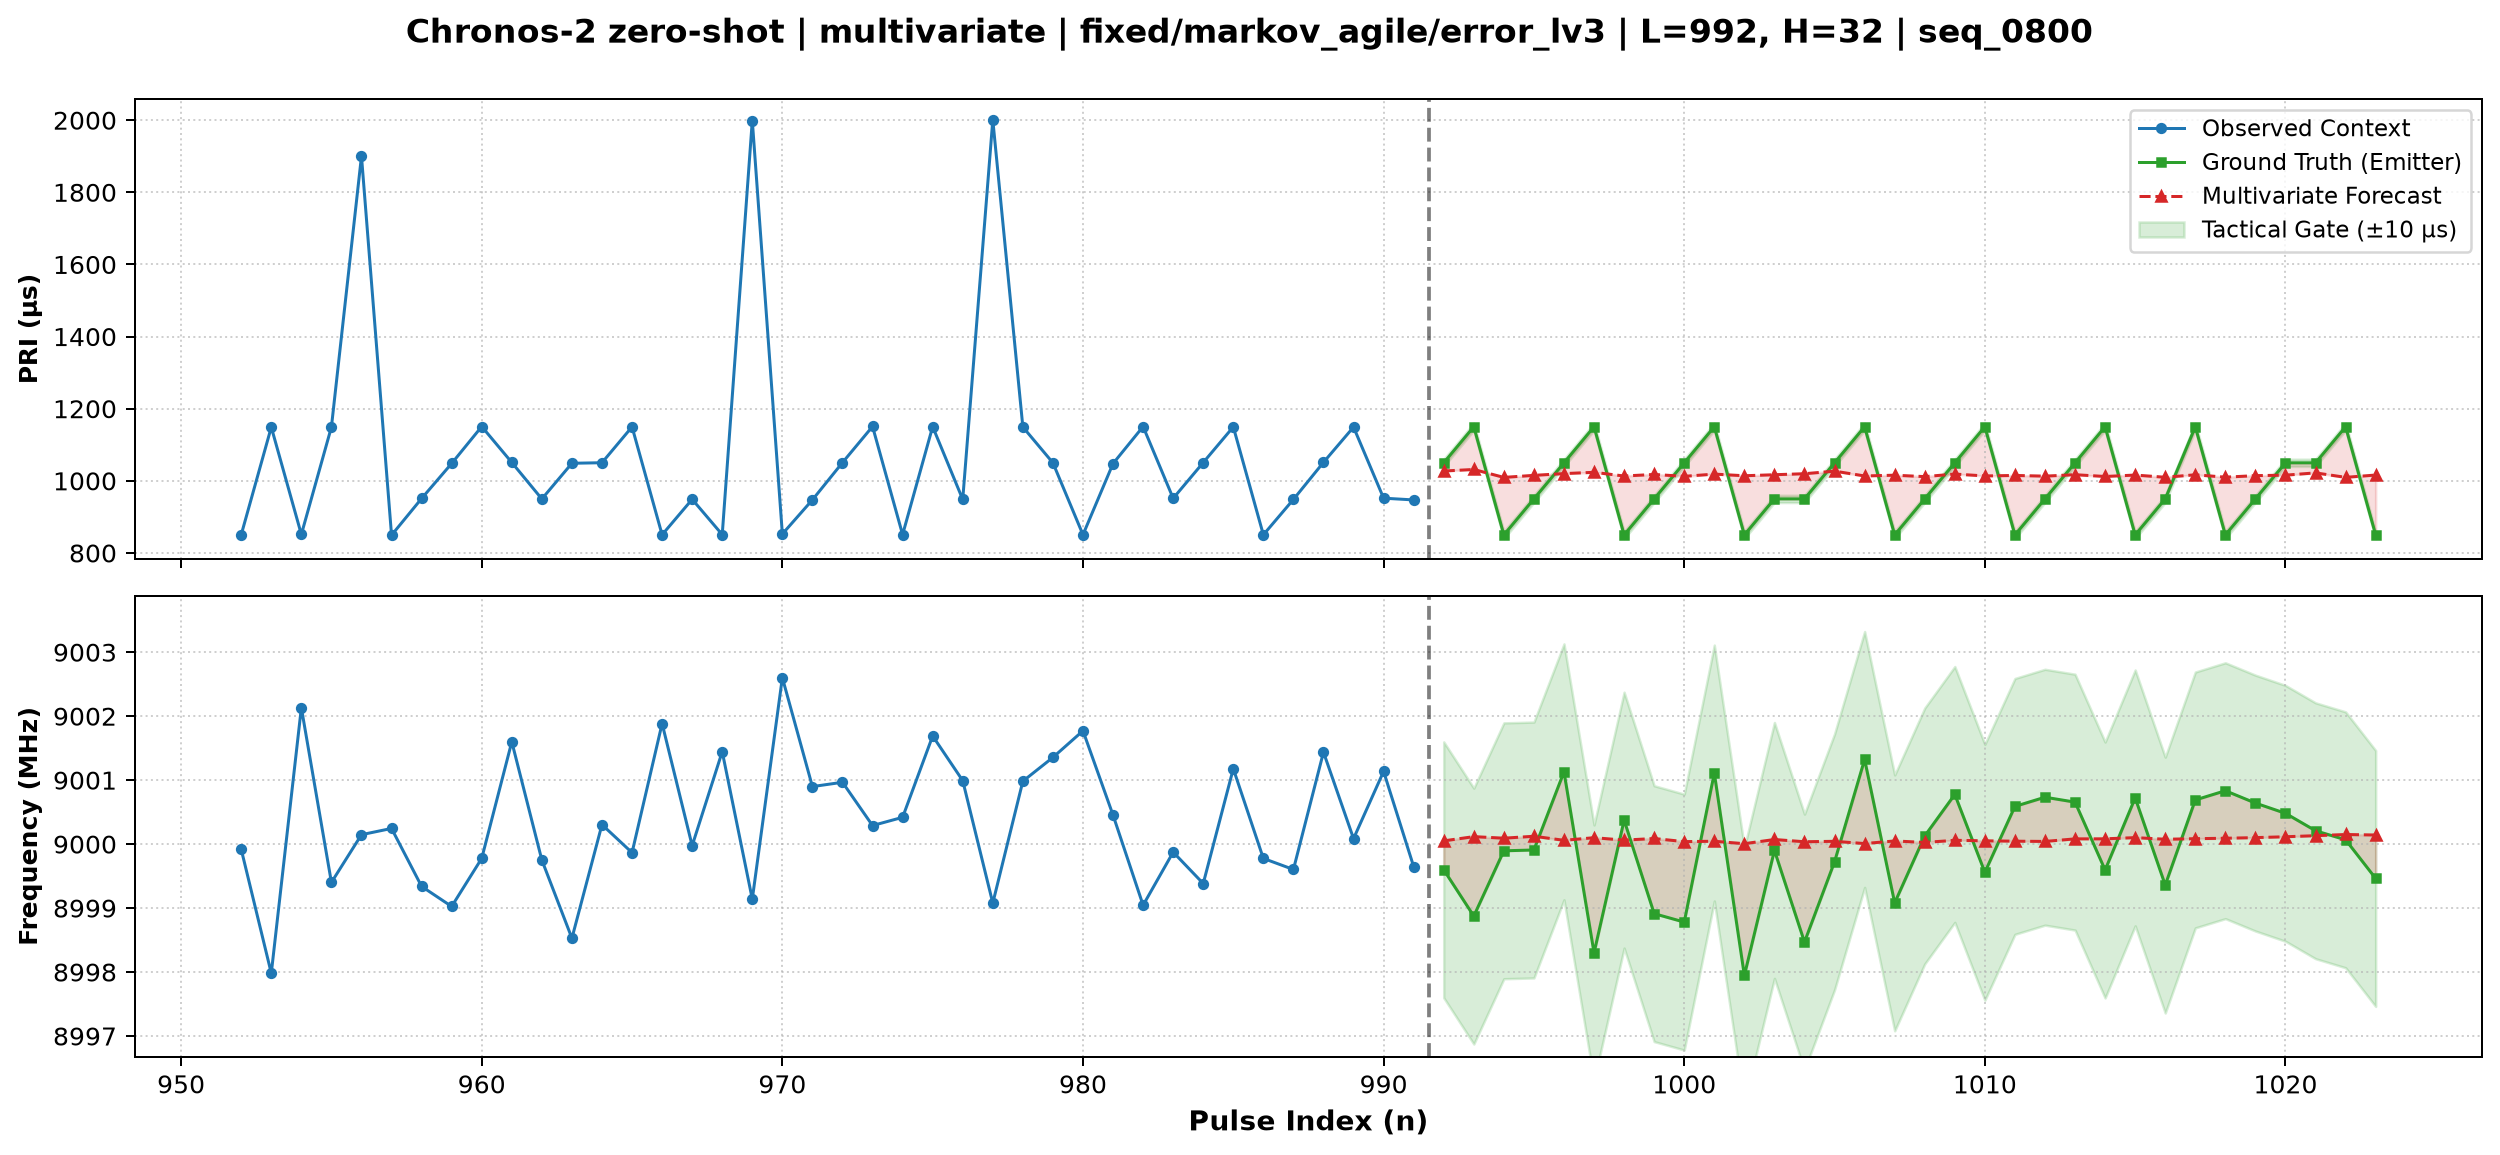 Chronos-2 zero-shot | multivariate | fixed/markov_agile/error_lv3 | L=992, H=32 | seq_0800
PRI (µs)
2000
1800
1600
1400
1200
1000
800
Observed Context
Ground Truth (Emitter)
Multivariate Forecast
Tactical Gate (±10 µs)
Frequency (MHz)
9003
9002
9001
9000
8999
8998
8997
950 960 970 980 990 1000 1010 1020
Pulse Index (n)